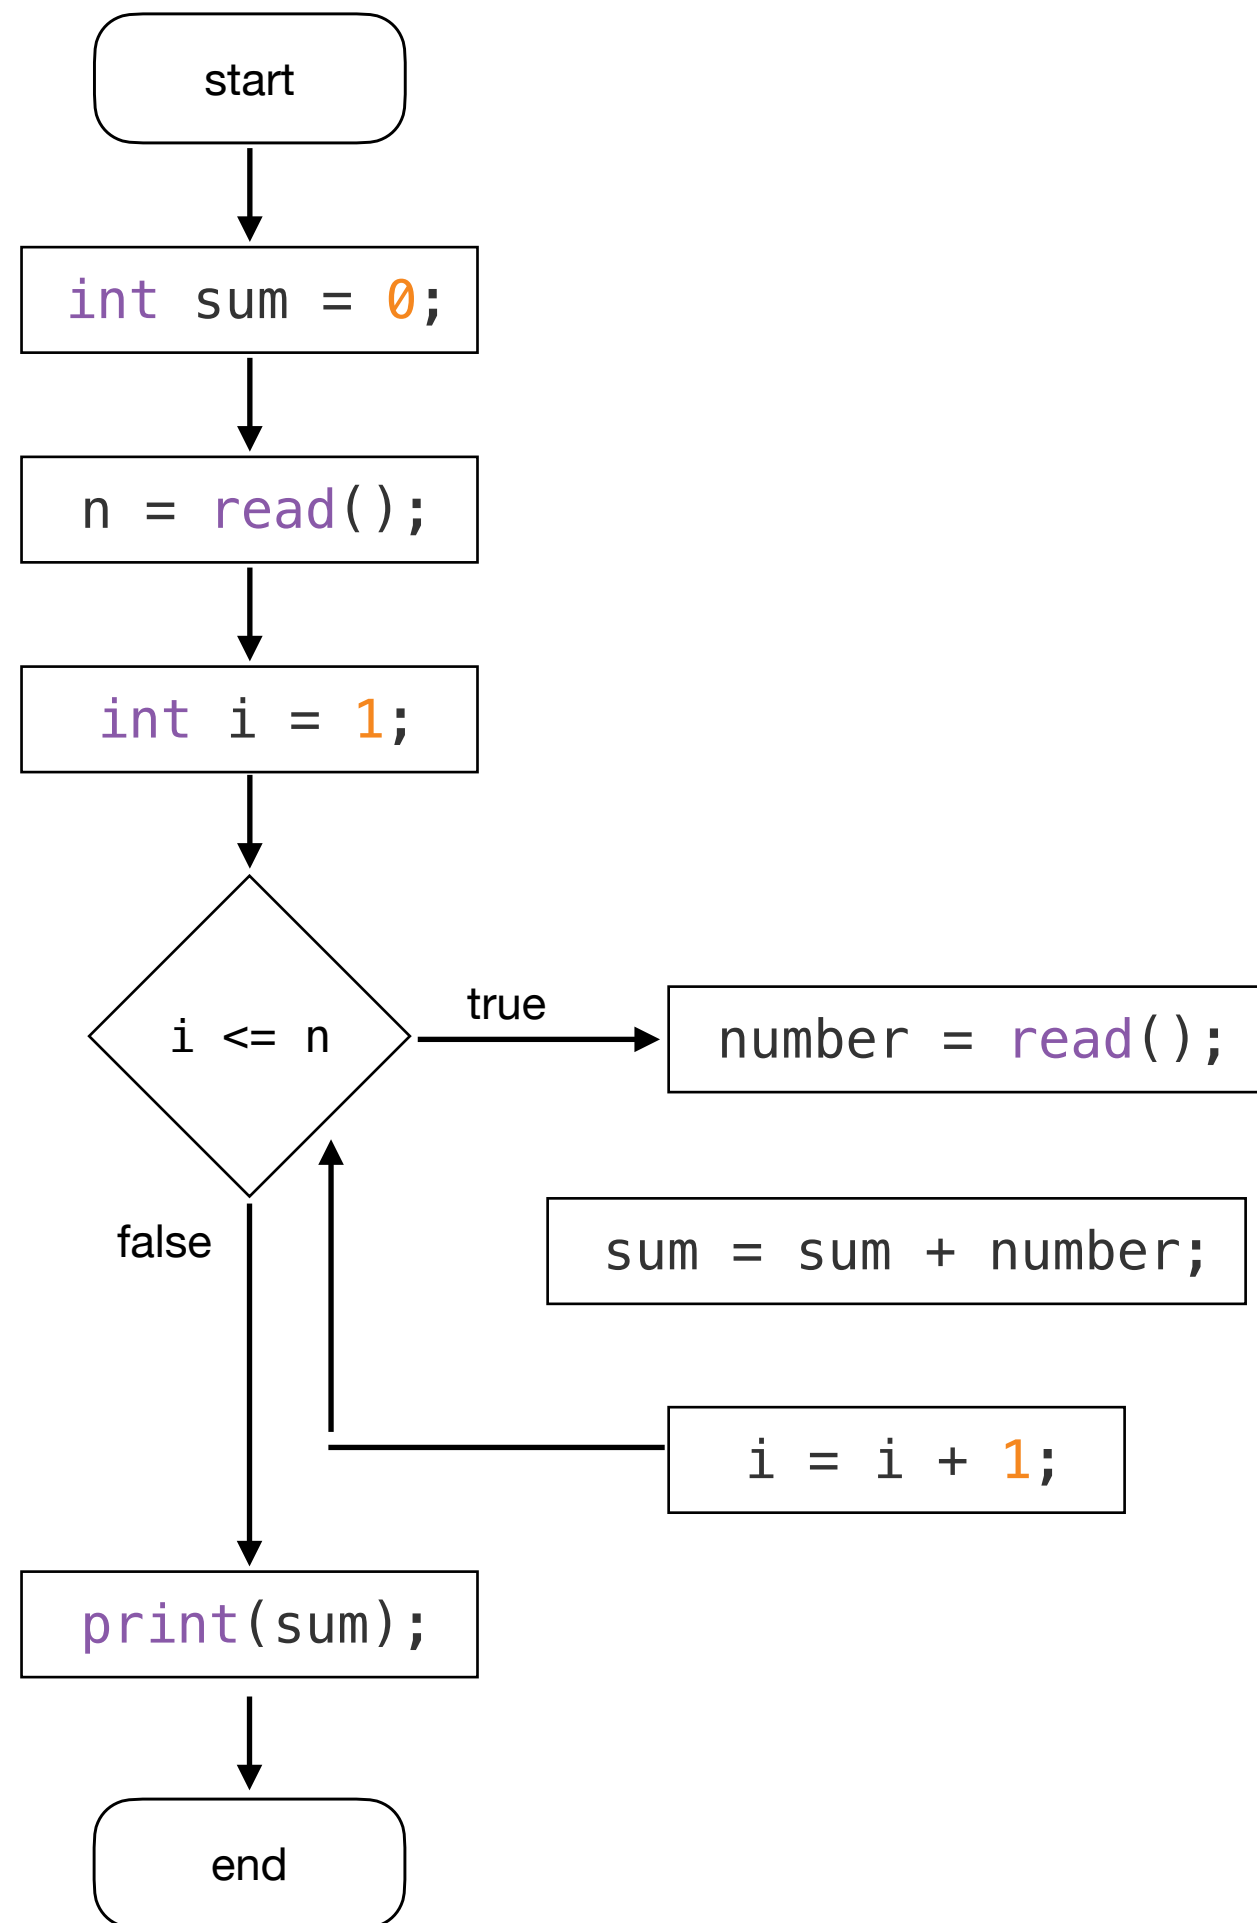 start
int sum = 0;
n = read();
int i = 1;
i <= n
true
number = read();
false
sum = sum + number;
i = i + 1;
print(sum);
end